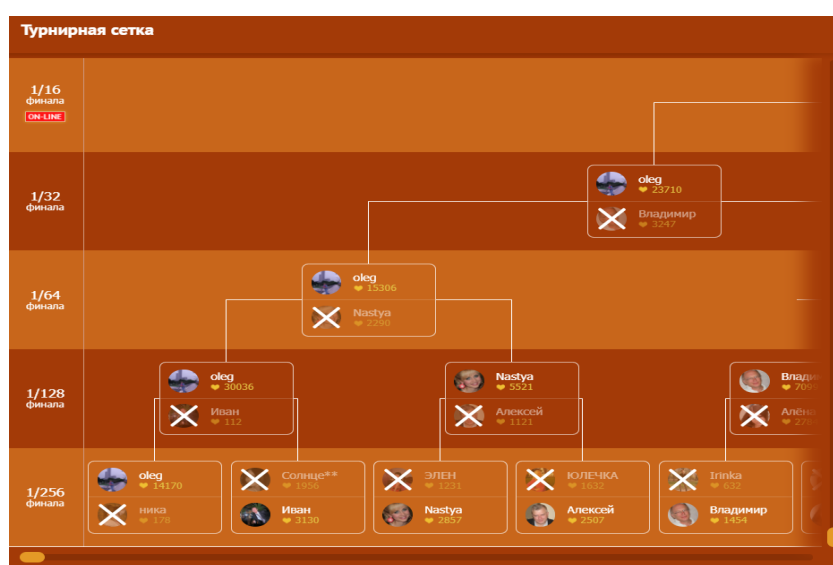 Турнирная сетка
1/16
финала
ON-LINE
1/32
финала
oleg
23710
Владимир
3247
1/64
финала
oleg
15306
Nastya
2290
1/128
финала
oleg
30036
Иван
112
Nastya
5521
Алексей
1121
Алёна
1/256
финала
oleg
14170
ника
178
Солнце**
1956
Иван
3130
ЭЛЕН
1231
Nastya
2857
ЮЛЕЧКА
1632
Алексей
2507
Irinka
632
Владимир
1454